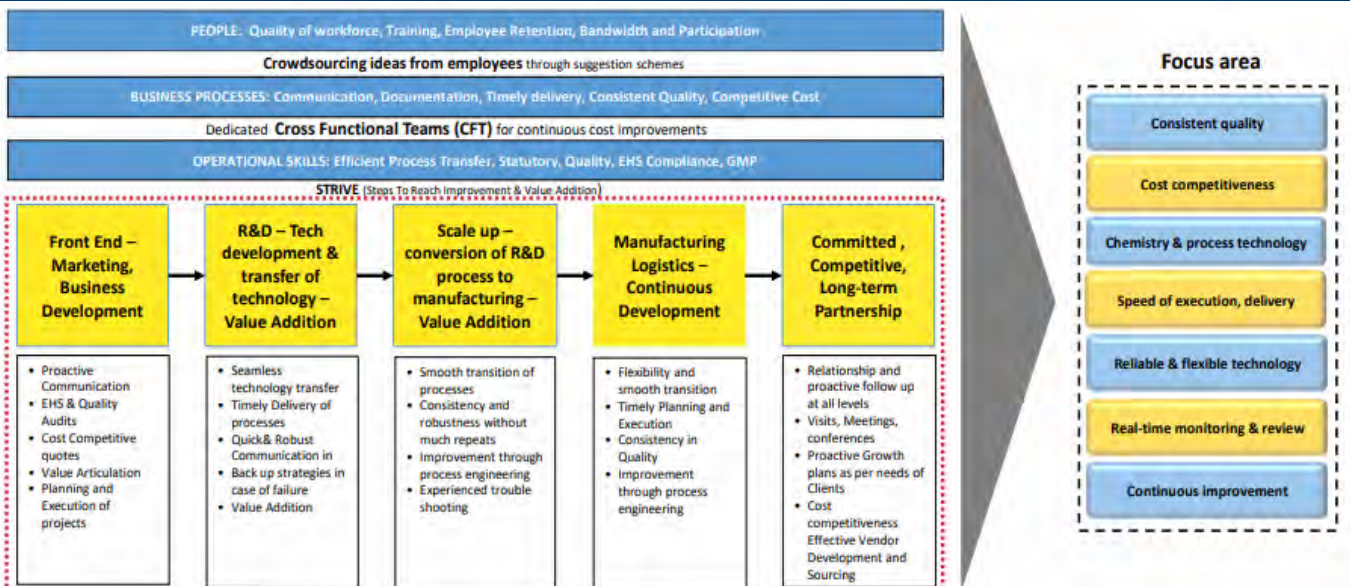 PEOPLE: Quality of workforce, Training, Employee Retention, Bandwidth and Participation
Crowdsourcing ideas from employees through suggestion schemes
BUSINESS PROCESSES: Communication, Documentation, Timely delivery, Consistent Quality, Competitive Cost
Dedicated Cross Functional Teams (CFT) for continuous cost improvements
OPERATIONAL SKILLS: Efficient Process Transfer, Statutory, Quality, EHS Compliance, GMP
STRIVE (Steps To Reach Improvement & Value Addition)
Front End –
Marketing,
Business
Development
• Proactive
Communication
• EHS & Quality
Audits
• Cost Competitive
quotes
• Value Articulation
• Planning and
Execution of
projects
R&D – Tech
development &
transfer of
technology –
Value Addition
• Seamless
technology transfer
• Timely Delivery of
processes
• Quick& Robust
Communication in
• Back up strategies in
case of failure
• Value Addition
Scale up –
conversion of R&D
process to
manufacturing –
Value Addition
• Smooth transition of
processes
• Consistency and
robustness without
much repeats
• Improvement through
process engineering
• Experienced trouble
shooting
Manufacturing
Logistics –
Continuous
Development
• Flexibility and
smooth transition
• Timely Planning and
Execution
• Consistency in
Quality
• Improvement
through process
engineering
Committed ,
Competitive,
Long-term
Partnership
• Relationship and
proactive follow up
at all levels
• Visits, Meetings,
conferences
• Proactive Growth
plans as per needs of
Clients
• Cost
competitiveness
Effective Vendor
Development and
Sourcing
Focus area
Consistent quality
Cost competitiveness
Chemistry & process technology
Speed of execution, delivery
Reliable & flexible technology
Real-time monitoring & review
Continuous improvement